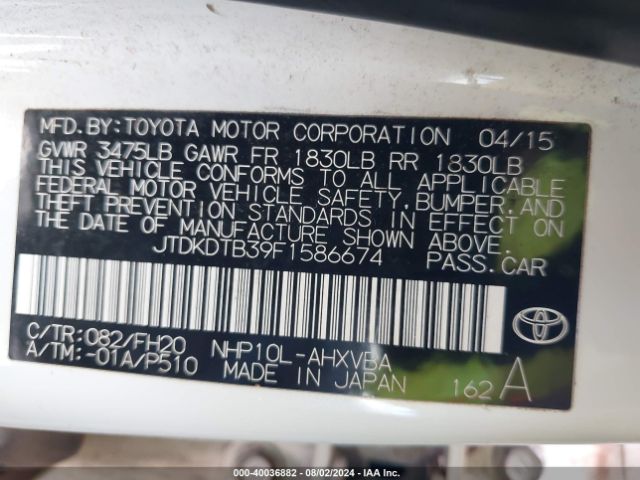 MFD.BY:TOYOTA MOTOR CORPORATION 04/15
GVWR 3475LB GAWR FR 1830LB RR 1830LB
THIS VEHICLE CONFORMS TO ALL APPLICABLE
FEDERAL MOTOR VEHICLE SAFETY,BUMPER,AND
THEFT PREVENTION STANDARDS IN EFFECT ON
THE DATE OF MANUFACTURE SHOWN ABOVE.
JTDKDTB39F1586674 PASS.CAR
C/TR:082/FH20 NHP10L-AHXVBA
A/TM:-01A/P510 MADE IN JAPAN 162A
000-40036882 - 08/02/2024 - IAA Inc.